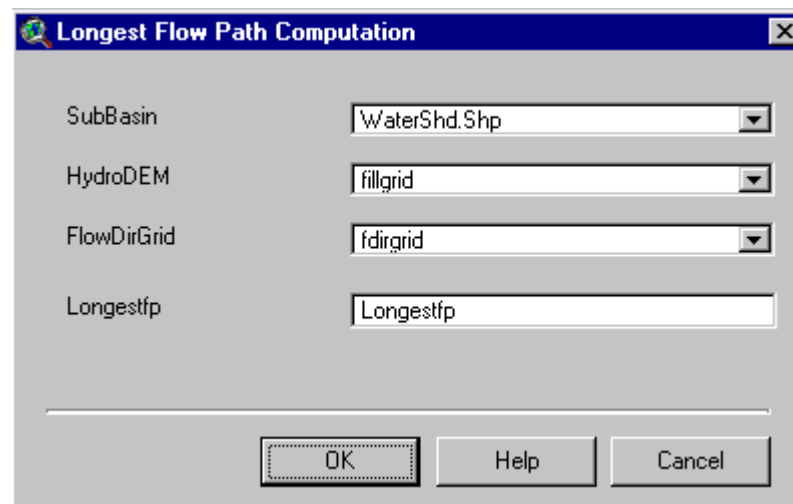 Longest Flow Path Computation
SubBasin WaterShd.Shp
HydroDEM fillgrid
FlowDirGrid fdirgrid
Longestfp Longestfp
OK Help Cancel